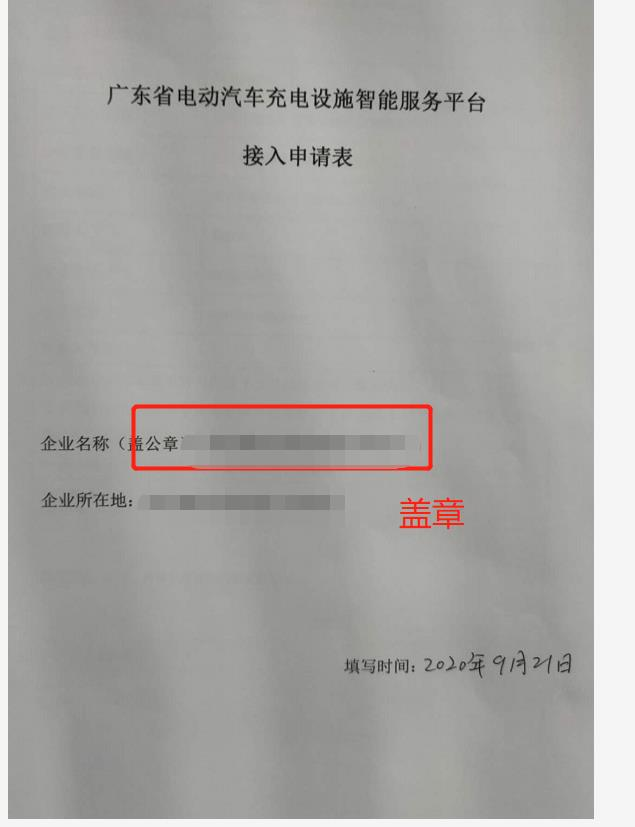 广东省电动汽车充电设施智能服务平台
接入申请表
企业名称（盖公章
企业所在地：
盖章
填写时间：2020年9月21日